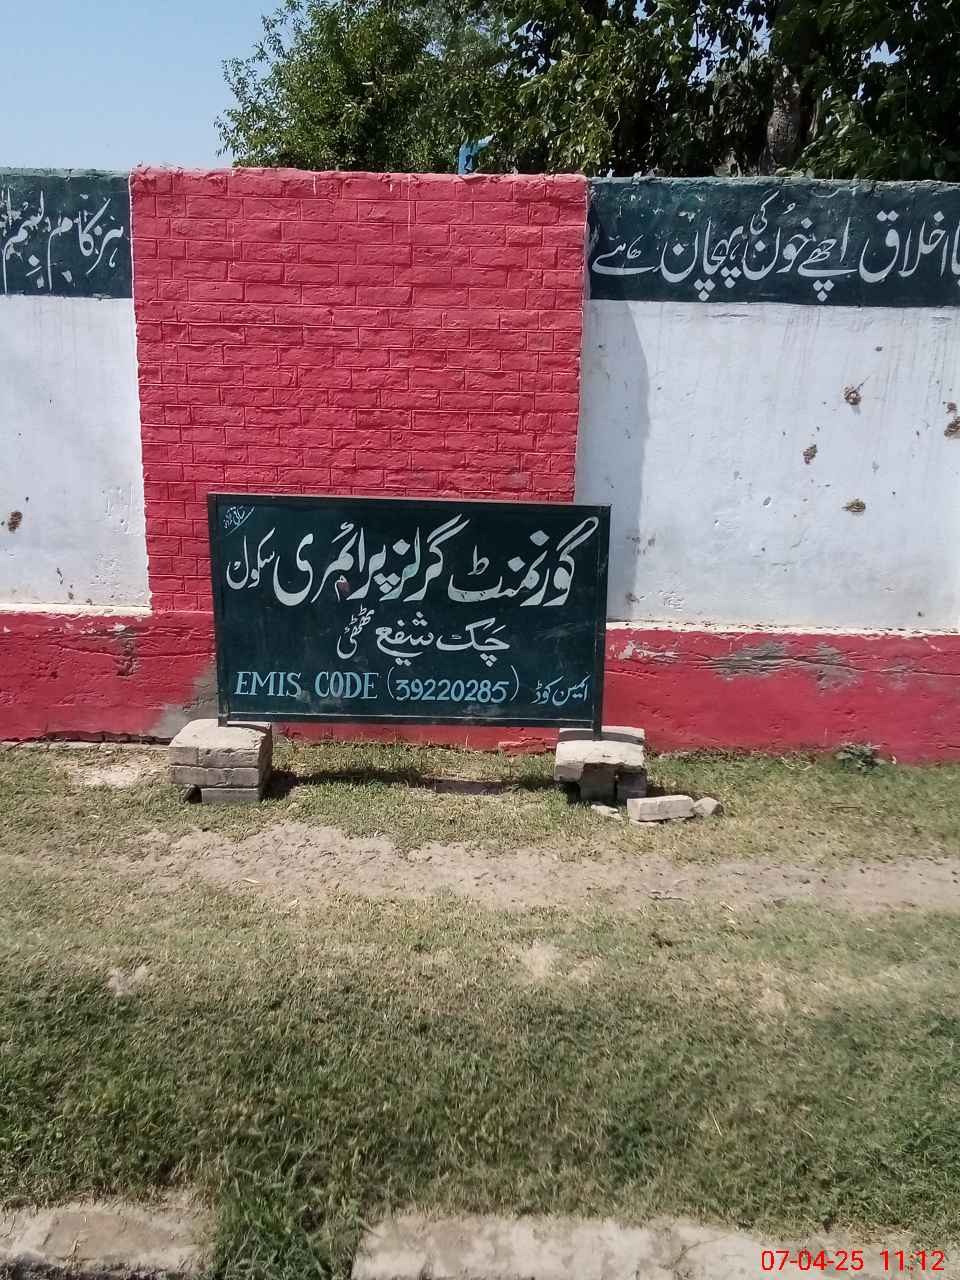 ہر کام بسم
اچھے اخلاق اچھے خون کی پہچان ہے
گورنمنٹ گرلز پرائمری سکول
چک شفیع
EMIS CODE (39220285) ایمس کوڈ
07-04-25 11:12